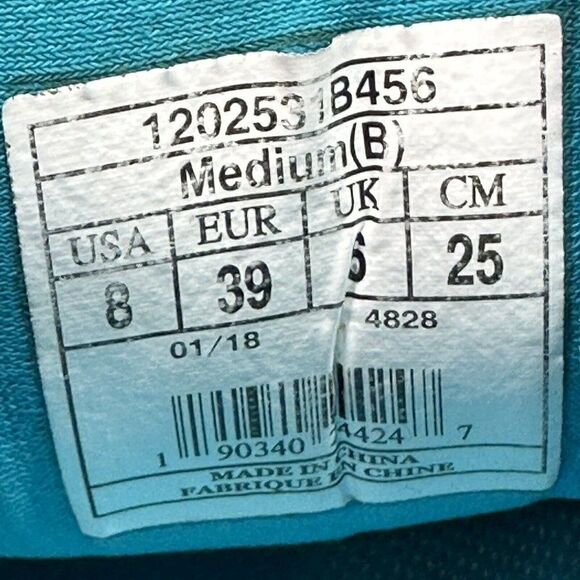 1202531B456
Medium(B)
USA EUR UK CM
8 39 6 25
01/18 4828
1 90340 4424 7
MADE IN CHINA
FABRIQUE EN CHINE